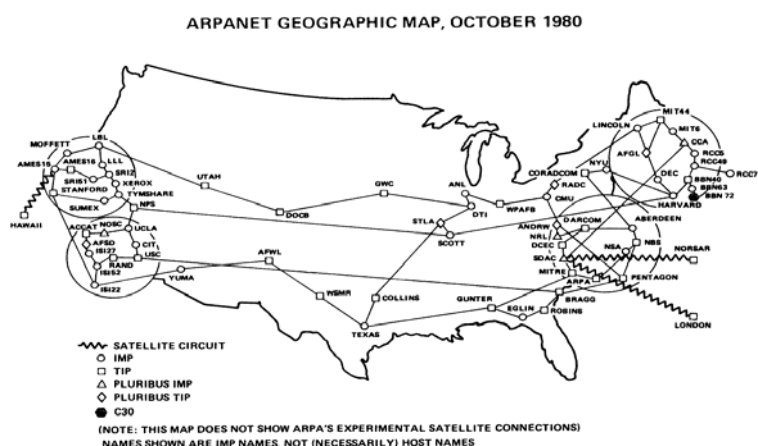 ARPANET GEOGRAPHIC MAP, OCTOBER 1980
MOFFETT
LBL
AMES15
AMES16
LLL
SRI2
SRI51
XEROX
STANFORD
TYMSHARE
SUMEX
NPS
HAWAII
ACCAT
NOSC
UCLA
AFSD
CIT
ISI27
RAND
USC
ISI52
ISI22
YUMA
UTAH
DOCB
GWC
AFWL
WSMR
TEXAS
COLLINS
STLA
SCOTT
ANL
DTI
WPAFB
CORADCOM
RADC
CMU
NYU
LINCOLN
MIT44
MIT6
CCA
AFGL
RCC5
RCC49
RCC7
DEC
BBN40
BBN63
BBN 72
HARVARD
ABERDEEN
ANDRW
DARCOM
NRL
DCEC
NSA
NBS
SDAC
NORSAR
MITRE
ARPA
PENTAGON
BRAGG
GUNTER
EGLIN
ROBINS
LONDON
SATELLITE CIRCUIT
IMP
TIP
PLURIBUS IMP
PLURIBUS TIP
C30
(NOTE: THIS MAP DOES NOT SHOW ARPA'S EXPERIMENTAL SATELLITE CONNECTIONS)
NAMES SHOWN ARE IMP NAMES, NOT (NECESSARILY) HOST NAMES